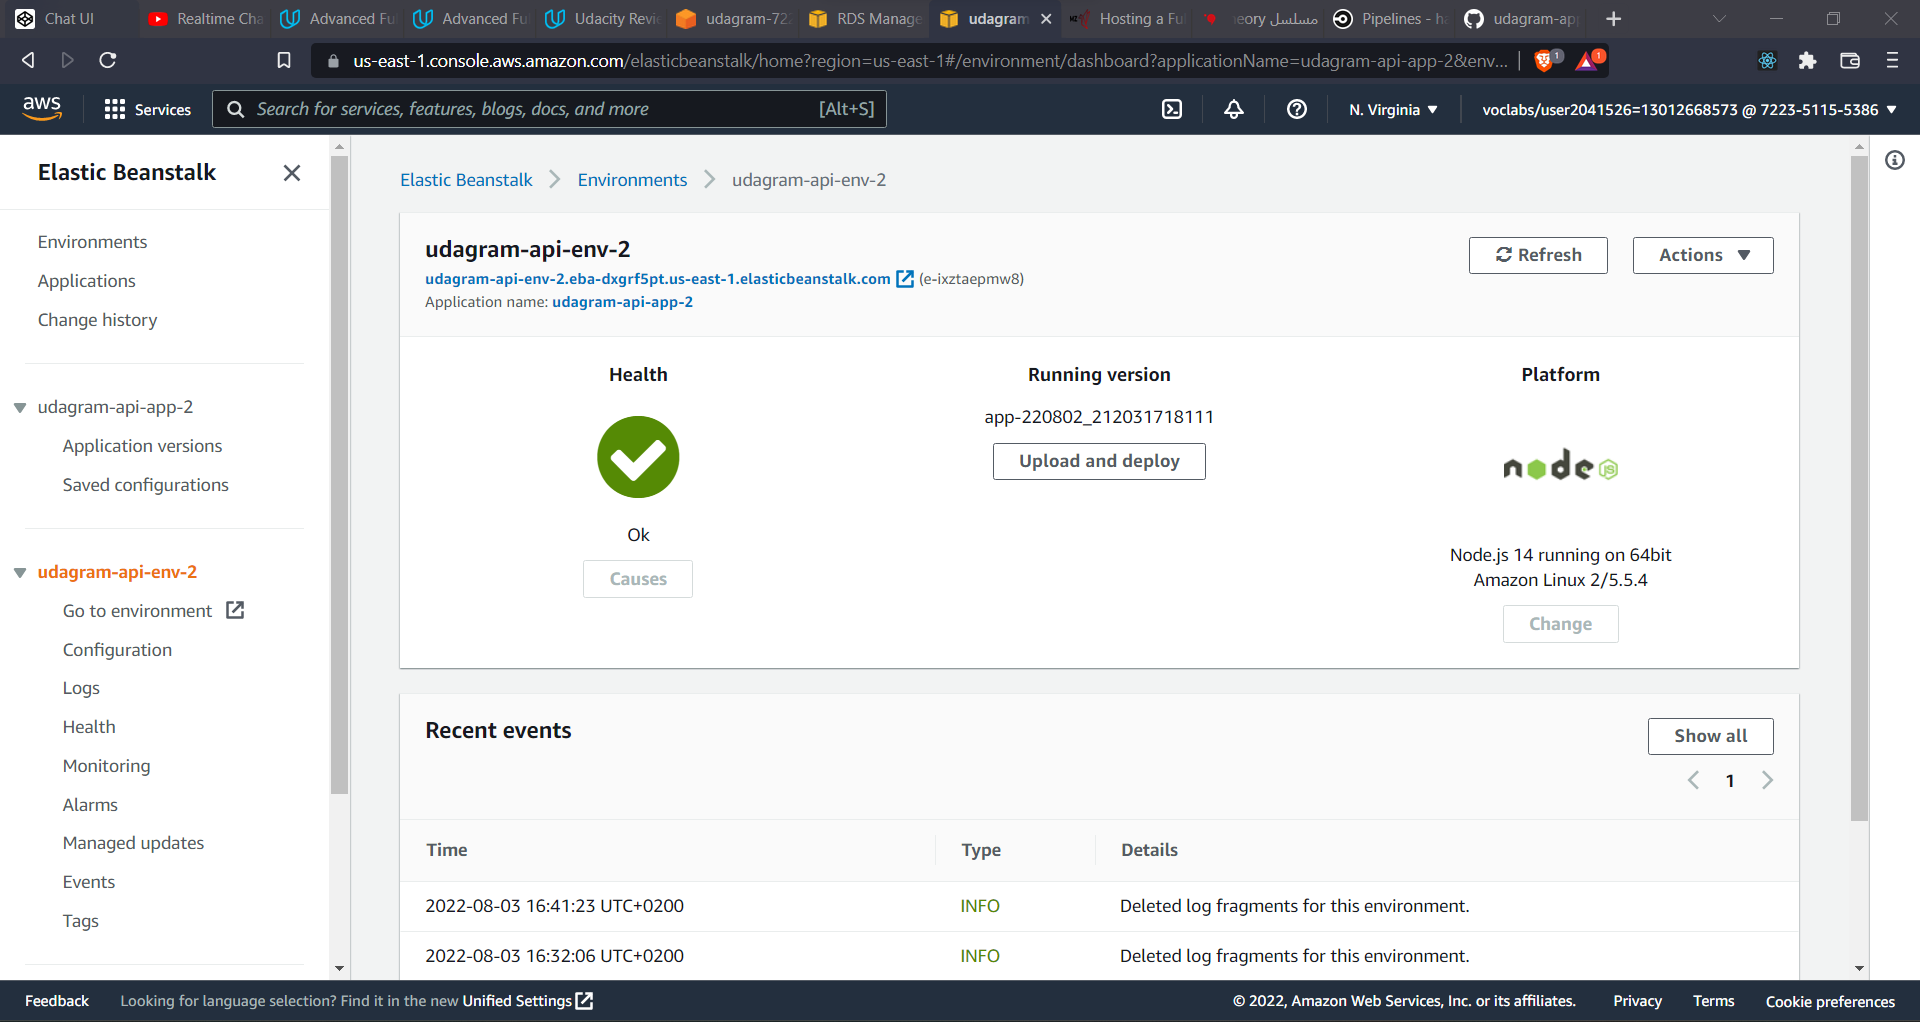 Chat UI
Realtime Cha
Advanced Fu
Advanced Fu
Udacity Revie
udagram-722
RDS Manage
udagram
Hosting a Fu
eory مسلسل
Pipelines - ha
udagram-app
us-east-1.console.aws.amazon.com/elasticbeanstalk/home?region=us-east-1#/environment/dashboard?applicationName=udagram-api-app-2&env...
1
1
aws
Services
Search for services, features, blogs, docs, and more
[Alt+S]
N. Virginia
voclabs/user2041526=13012668573 @ 7223-5115-5386
Elastic Beanstalk
Environments
Applications
Change history
udagram-api-app-2
Application versions
Saved configurations
udagram-api-env-2
Go to environment
Configuration
Logs
Health
Monitoring
Alarms
Managed updates
Events
Tags
Elastic Beanstalk
Environments
udagram-api-env-2
udagram-api-env-2
udagram-api-env-2.eba-dxgrf5pt.us-east-1.elasticbeanstalk.com (e-ixztaepmw8)
Application name: udagram-api-app-2
Refresh
Actions
Health
Ok
Causes
Running version
app-220802_212031718111
Upload and deploy
Platform
node JS
Node.js 14 running on 64bit
Amazon Linux 2/5.5.4
Change
Recent events
Show all
1
Time
Type
Details
2022-08-03 16:41:23 UTC+0200
INFO
Deleted log fragments for this environment.
2022-08-03 16:32:06 UTC+0200
INFO
Deleted log fragments for this environment.
Feedback
Looking for language selection? Find it in the new Unified Settings
© 2022, Amazon Web Services, Inc. or its affiliates.
Privacy
Terms
Cookie preferences